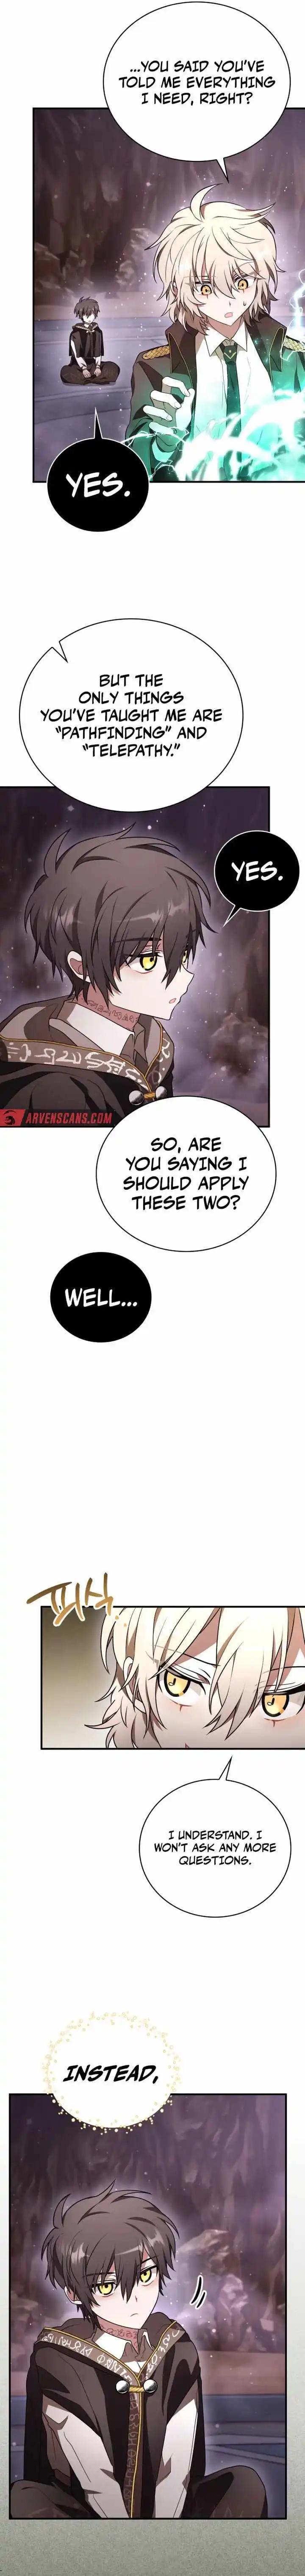 ...YOU SAID YOU'VE
TOLD ME EVERYTHING
I NEED, RIGHT?
YES.
BUT THE
ONLY THINGS
YOU'VE TAUGHT ME ARE
"PATHFINDING" AND
"TELEPATHY."
YES.
ARVENSCANS.COM
SO, ARE
YOU SAYING I
SHOULD APPLY
THESE TWO?
WELL...
피식
I UNDERSTAND. I
WON'T ASK ANY MORE
QUESTIONS.
INSTEAD,